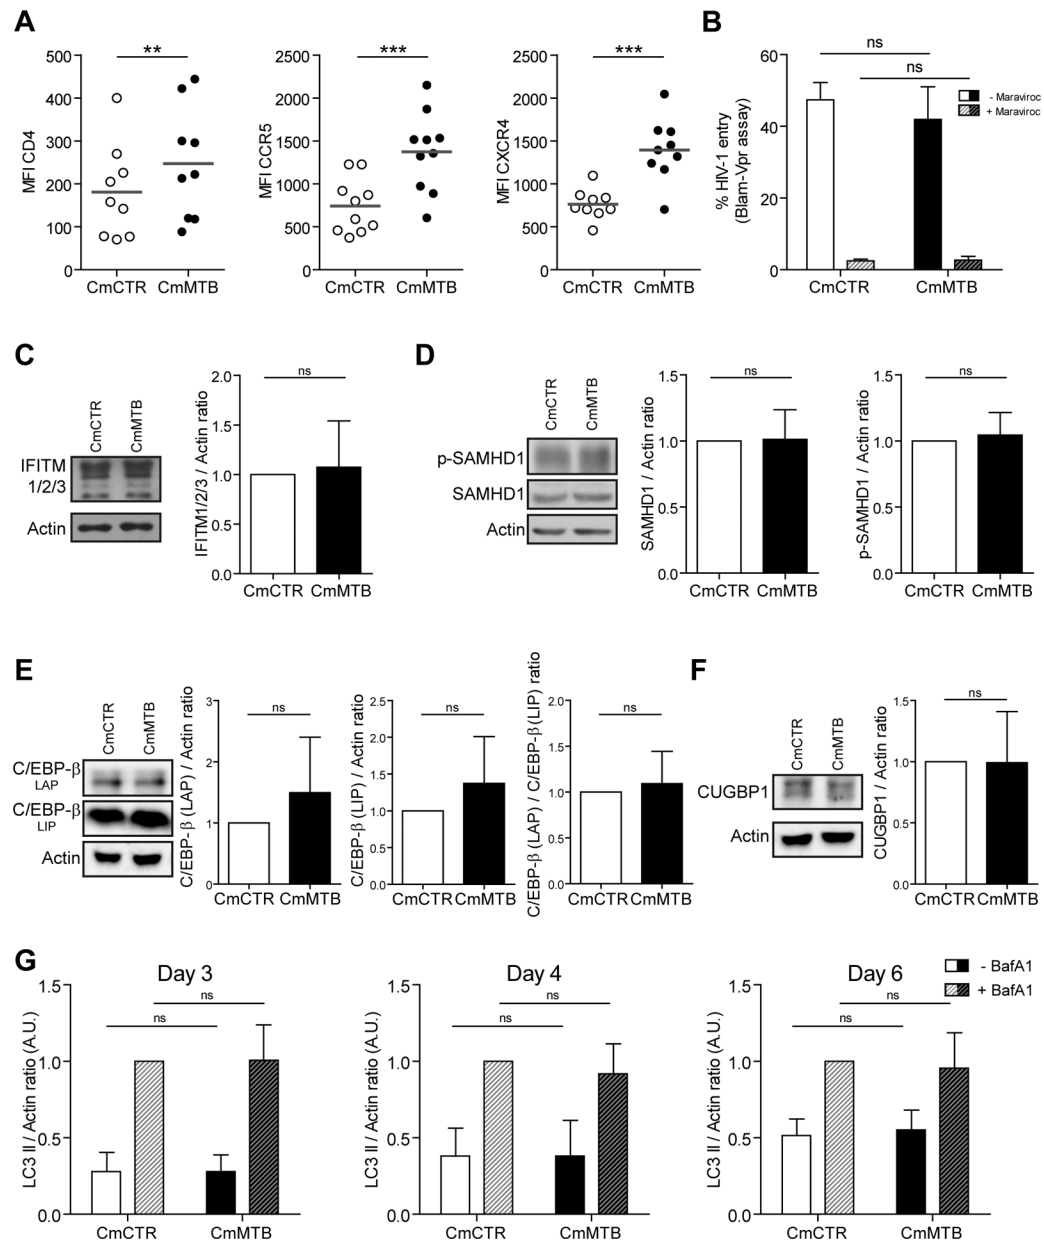 A
MFI CD4
500
400
300
200
100
0
**
CmCTR CmMTB
MFI CCR5
2500
2000
1500
1000
500
0
***
CmCTR CmMTB
MFI CXCR4
2500
2000
1500
1000
500
0
***
CmCTR CmMTB
B
% HIV-1 entry
(Blam-Vpr assay)
60
40
20
0
ns
ns
- Maraviroc
+ Maraviroc
CmCTR CmMTB
C
CmCTR
CmMTB
IFITM
1/2/3
Actin
IFITM1/2/3 / Actin ratio
2.0
1.5
1.0
0.5
0.0
ns
CmCTR CmMTB
D
CmCTR
CmMTB
p-SAMHD1
SAMHD1
Actin
SAMHD1 / Actin ratio
1.5
1.0
0.5
0.0
ns
CmCTR CmMTB
p-SAMHD1 / Actin ratio
1.5
1.0
0.5
0.0
ns
CmCTR CmMTB
E
CmCTR
CmMTB
C/EBP-β
LAP
C/EBP-β
LIP
Actin
C/EBP-β (LAP) / Actin ratio
3
2
1
0
ns
CmCTR CmMTB
C/EBP-β (LIP) / Actin ratio
2.5
2.0
1.5
1.0
0.5
0.0
ns
CmCTR CmMTB
C/EBP-β (LAP) / C/EBP-β (LIP) ratio
2.0
1.5
1.0
0.5
0.0
ns
CmCTR CmMTB
F
CmCTR
CmMTB
CUGBP1
Actin
CUGBP1 / Actin ratio
1.5
1.0
0.5
0.0
ns
CmCTR CmMTB
G
Day 3
LC3 II / Actin ratio (A.U.)
1.5
1.0
0.5
0.0
ns
ns
CmCTR CmMTB
Day 4
LC3 II / Actin ratio (A.U.)
1.5
1.0
0.5
0.0
ns
ns
CmCTR CmMTB
Day 6
LC3 II / Actin ratio (A.U.)
1.5
1.0
0.5
0.0
ns
ns
CmCTR CmMTB
- BafA1
+ BafA1